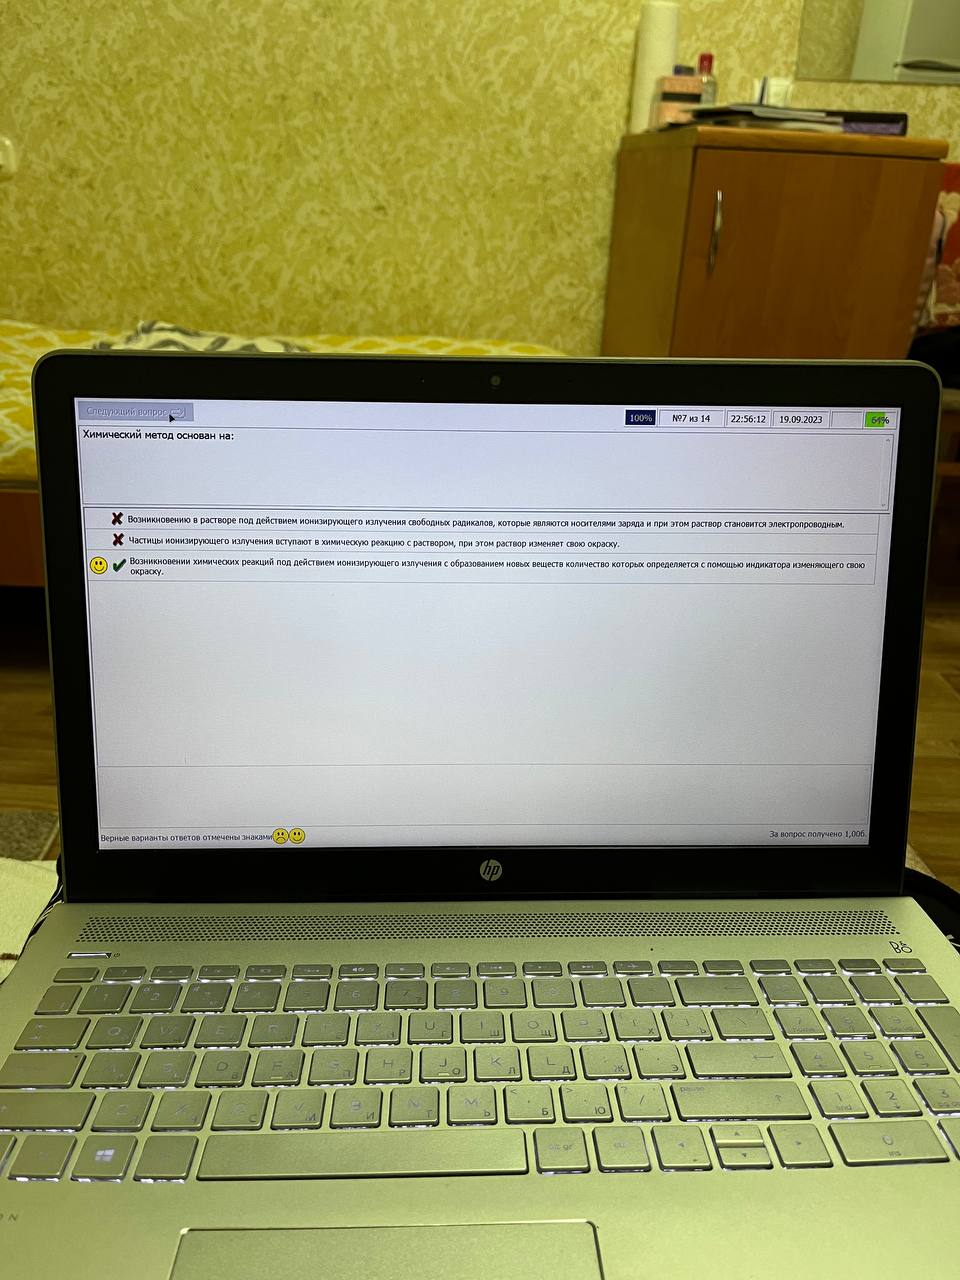 Следующий вопрос
100% №7 из 14 22:56:12 19.09.2023 64%
Химический метод основан на:
Возникновению в растворе под действием ионизирующего излучения свободных радикалов, которые являются носителями заряда и при этом раствор становится электропроводным.
Частицы ионизирующего излучения вступают в химическую реакцию с раствором, при этом раствор изменяет свою окраску.
Возникновении химических реакций под действием ионизирующего излучения с образованием новых веществ количество которых определяется с помощью индикатора изменяющего свою
окраску.
Верные варианты ответов отмечены знаками
За вопрос получено 1,00б.
hp
B&O